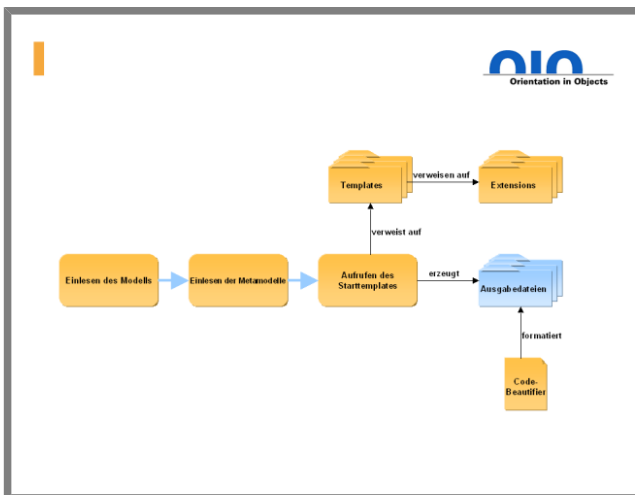 OIO
Orientation in Objects
Templates
verweisen auf
Extensions
verweist auf
Einlesen des Modells
Einlesen der Metamodelle
Aufrufen des
Starttemplates
erzeugt
Ausgabedateien
formatiert
Code-
Beautifier